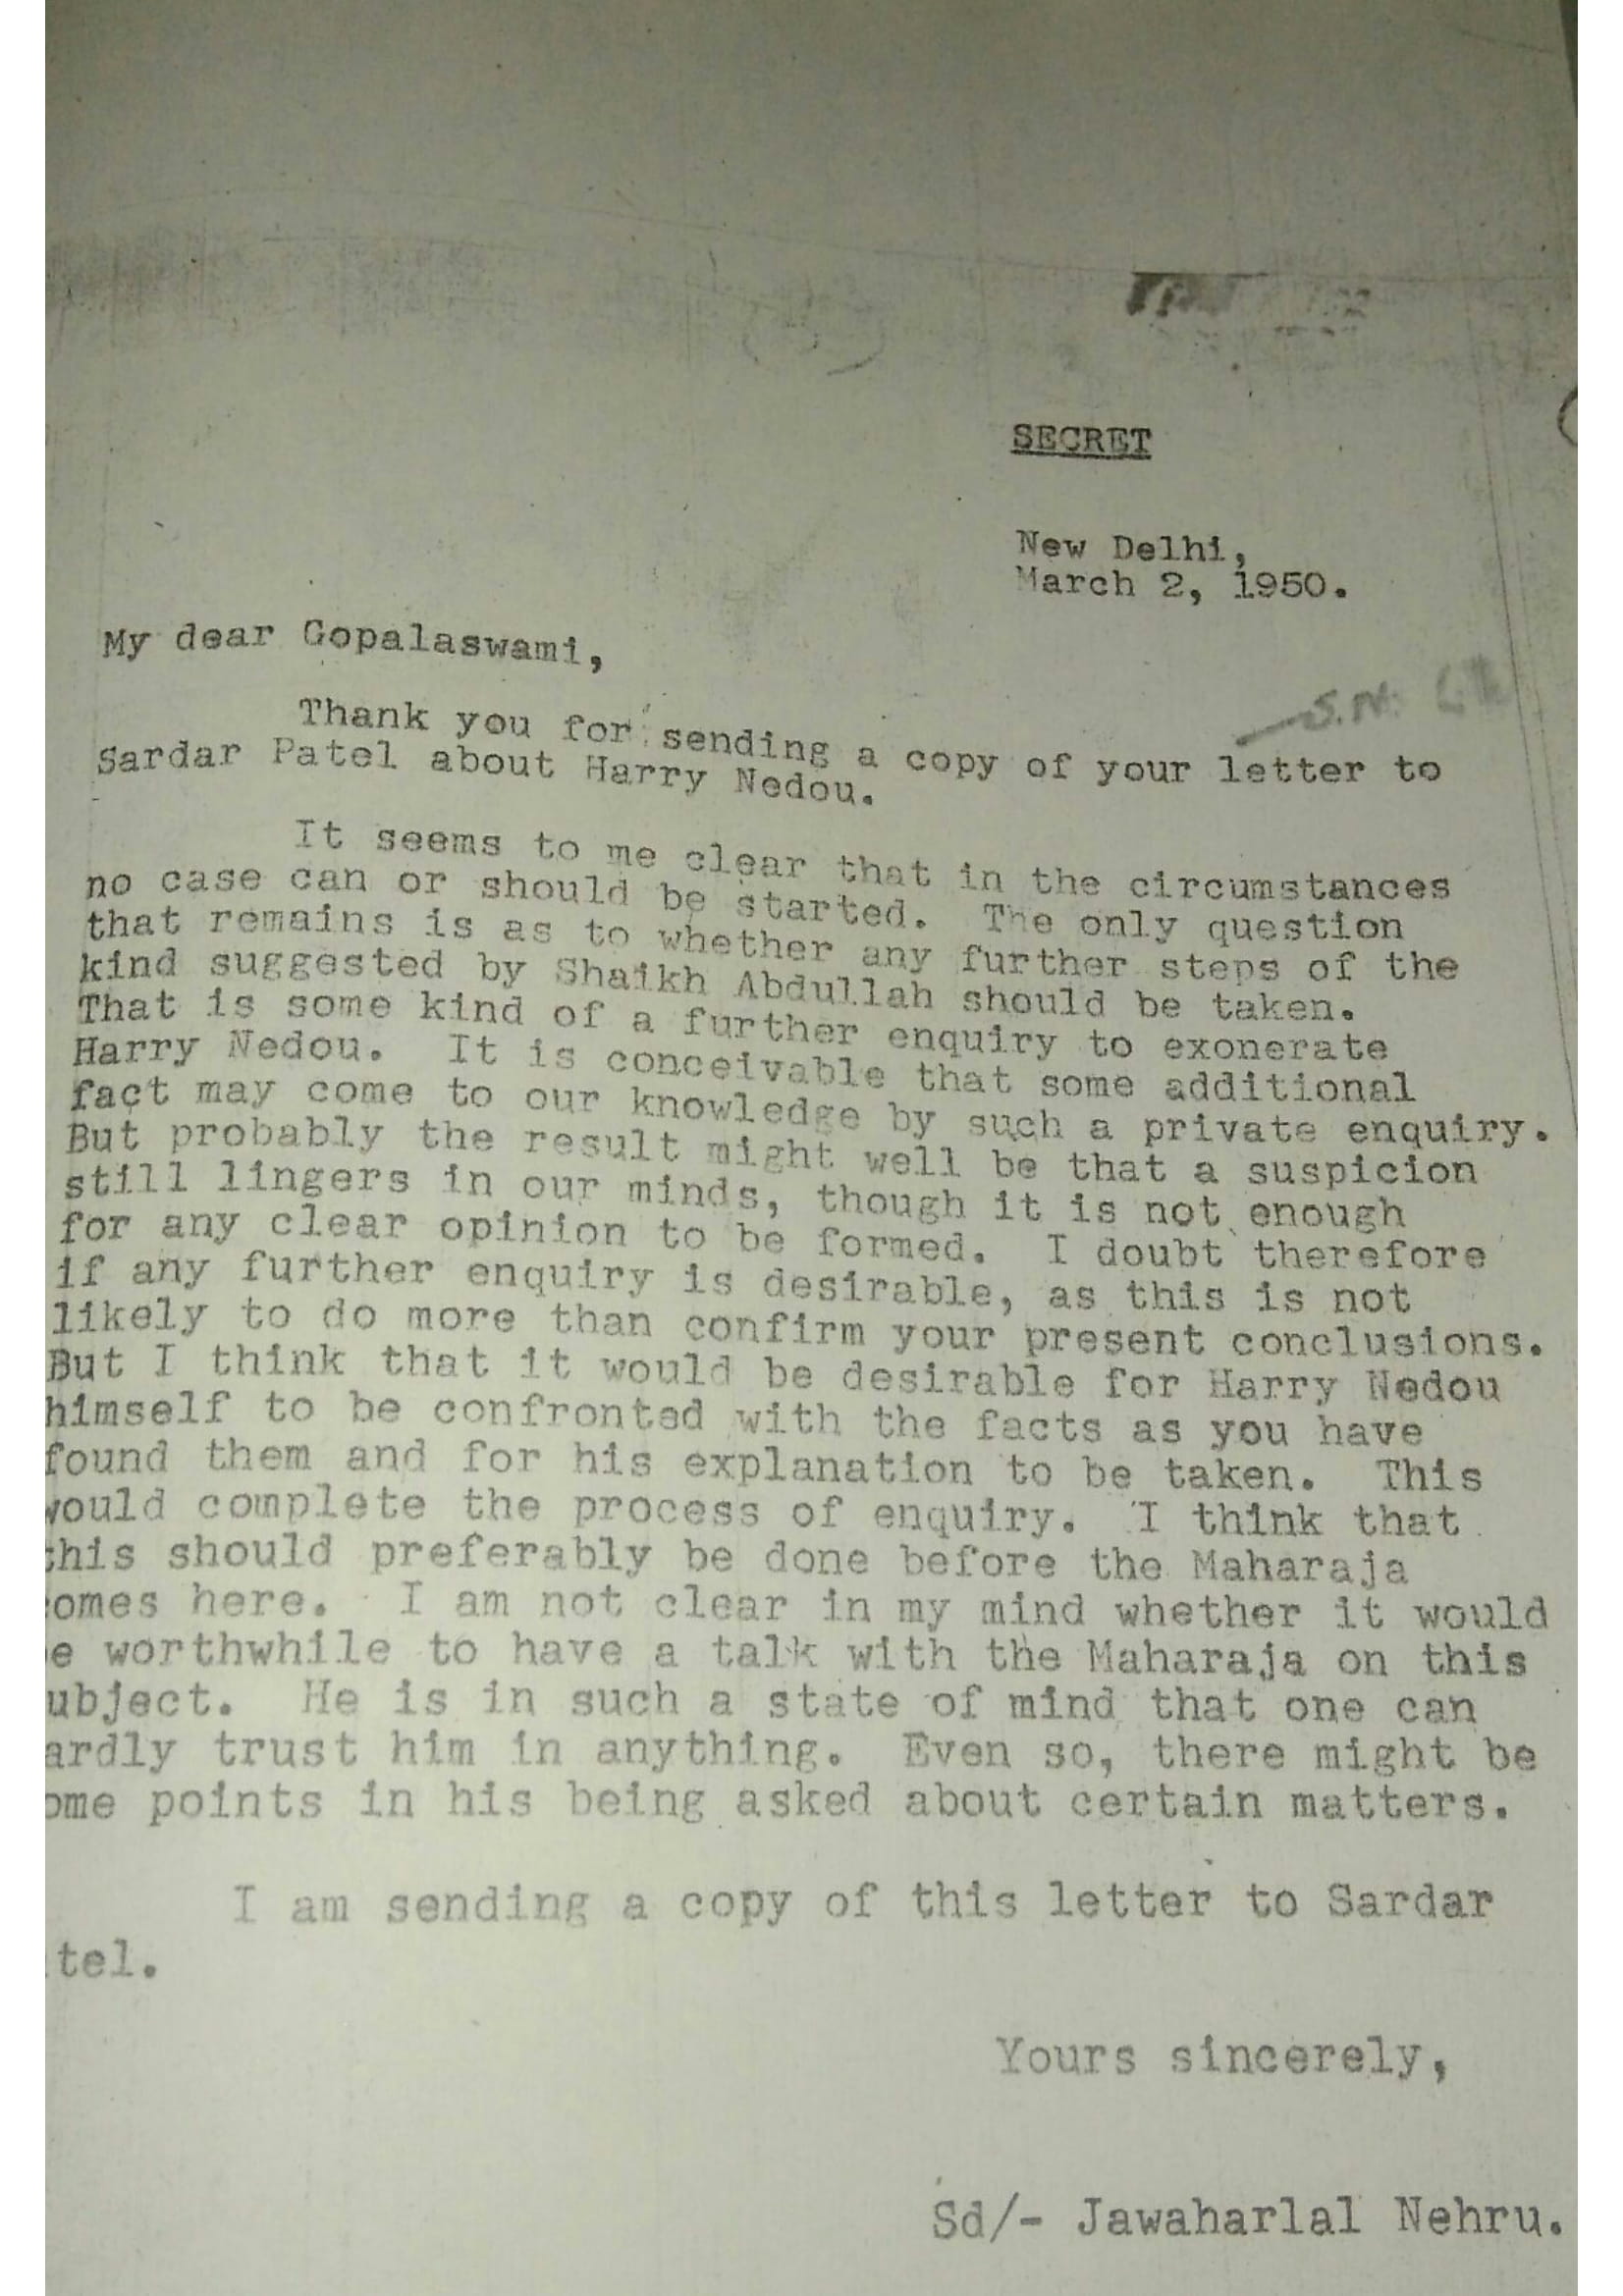 SECRET
New Delhi,
March 2, 1950.
My dear Gopalaswami,
Thank you for sending a copy of your letter to
Sardar Patel about Harry Nedou.
It seems to me clear that in the circumstances
no case can or should be started. The only question
that remains is as to whether any further steps of the
kind suggested by Shaikh Abdullah should be taken.
That is some kind of a further enquiry to exonerate
Harry Nedou. It is conceivable that some additional
fact may come to our knowledge by such a private enquiry.
But probably the result might well be that a suspicion
still lingers in our minds, though it is not enough
for any clear opinion to be formed. I doubt therefore
if any further enquiry is desirable, as this is not
likely to do more than confirm your present conclusions.
But I think that it would be desirable for Harry Nedou
himself to be confronted with the facts as you have
found them and for his explanation to be taken. This
would complete the process of enquiry. I think that
this should preferably be done before the Maharaja
omes here. I am not clear in my mind whether it would
e worthwhile to have a talk with the Maharaja on this
ubject. He is in such a state of mind that one can
ardly trust him in anything. Even so, there might be
ome points in his being asked about certain matters.
I am sending a copy of this letter to Sardar
tel.
Yours sincerely,
Sd/- Jawaharlal Nehru.